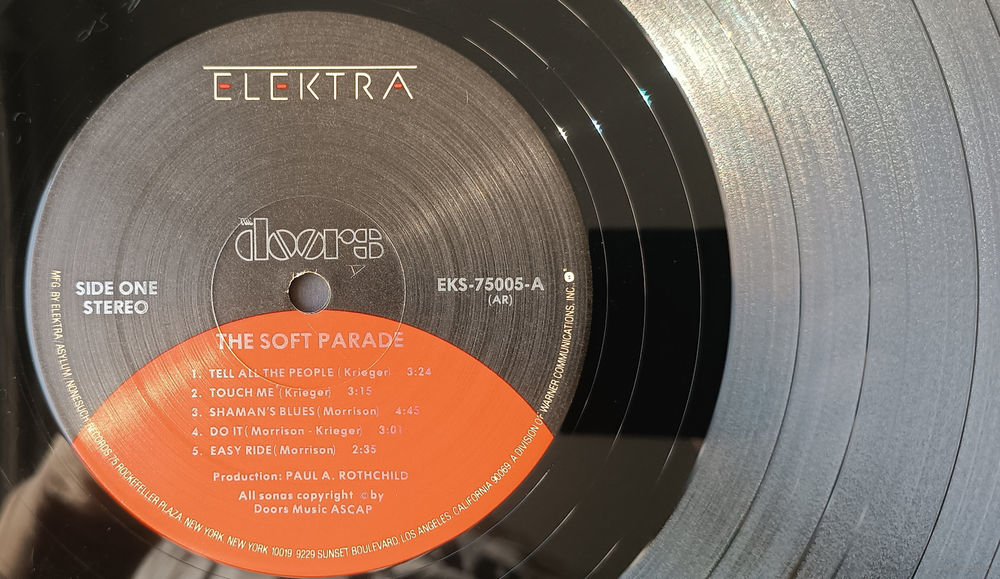 ELEKTRA
THE
doors
SIDE ONE
STEREO
EKS-75005-A
(AR)
THE SOFT PARADE
1. TELL ALL THE PEOPLE (Krieger) 3:24
2. TOUCH ME (Krieger) 3:15
3. SHAMAN'S BLUES (Morrison) 4:45
4. DO IT (Morrison - Krieger) 3:01
5. EASY RIDE (Morrison) 2:35
Production: PAUL A. ROTHCHILD
All songs copyright © by
Doors Music ASCAP
MFG. BY ELEKTRA/ASYLUM/NONESUCH RECORDS 75 ROCKEFELLER PLAZA, NEW YORK, NEW YORK 10019. 9229 SUNSET BOULEVARD, LOS ANGELES, CALIFORNIA 90069. A DIVISION OF WARNER COMMUNICATIONS, INC.